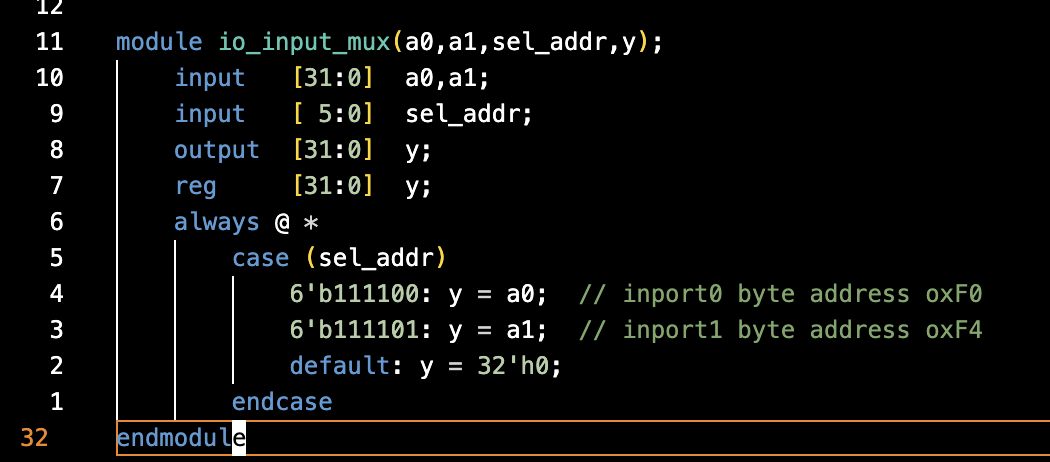 12
11 module io_input_mux(a0,a1,sel_addr,y);
10 input [31:0] a0,a1;
9 input [ 5:0] sel_addr;
8 output [31:0] y;
7 reg [31:0] y;
6 always @ *
5 case (sel_addr)
4 6'b111100: y = a0; // inport0 byte address oxF0
3 6'b111101: y = a1; // inport1 byte address oxF4
2 default: y = 32'h0;
1 endcase
32 endmodule